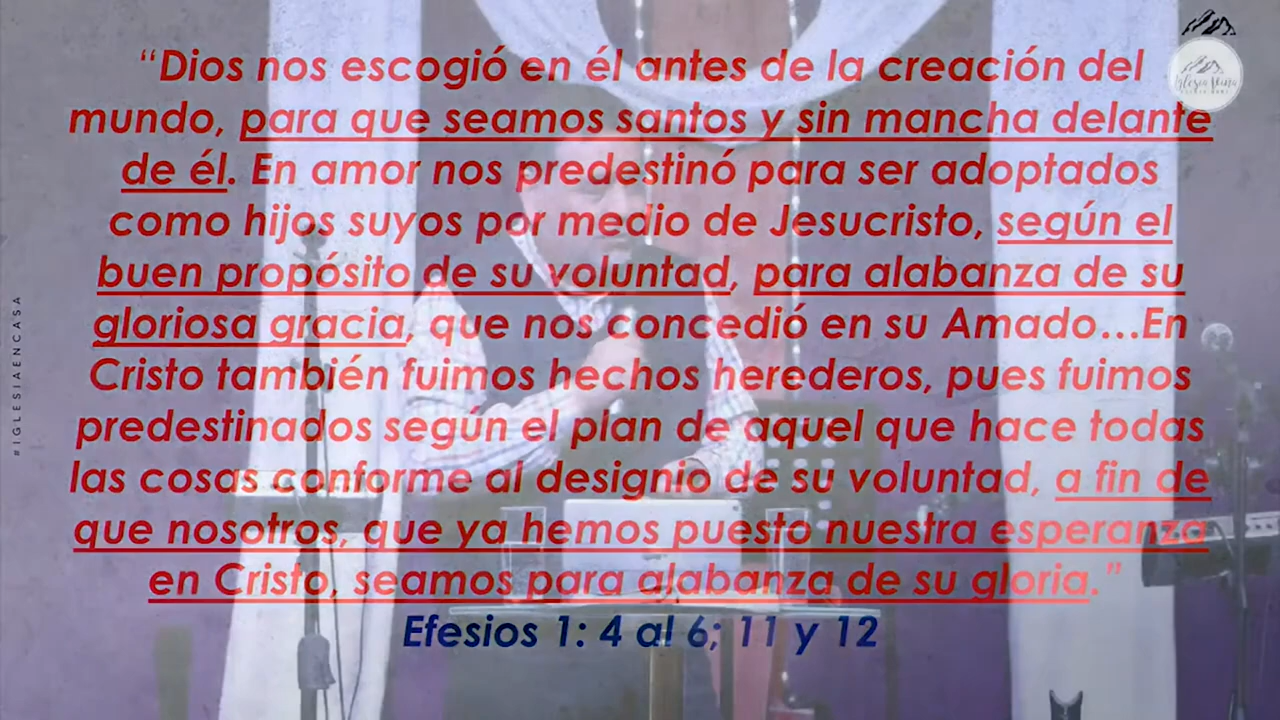 “Dios nos escogió en él antes de la creación del
mundo, para que seamos santos y sin mancha delante
de él. En amor nos predestinó para ser adoptados
como hijos suyos por medio de Jesucristo, según el
buen propósito de su voluntad, para alabanza de su
gloriosa gracia, que nos concedió en su Amado...En
Cristo también fuimos hechos herederos, pues fuimos
predestinados según el plan de aquel que hace todas
las cosas conforme al designio de su voluntad, a fin de
que nosotros, que ya hemos puesto nuestra esperanza
en Cristo, seamos para alabanza de su gloria.”
Efesios 1: 4 al 6; 11 y 12
#IGLESIAENCASA
Iglesia